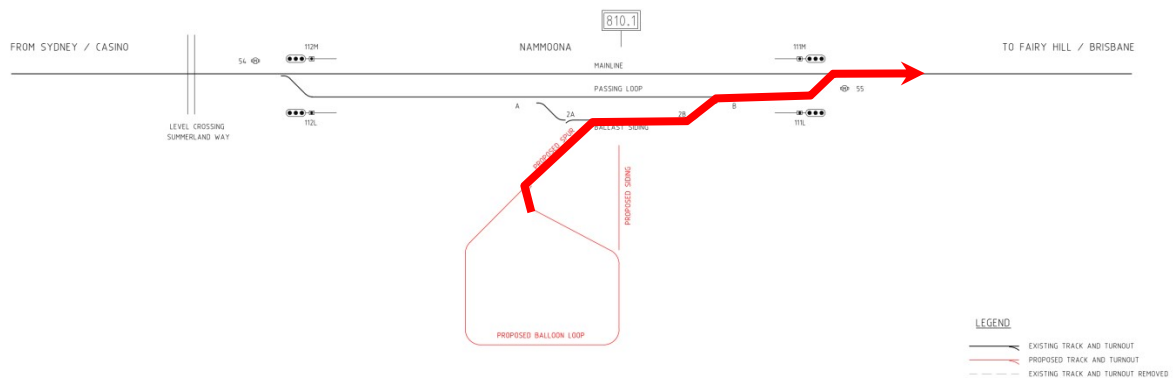 810.1
FROM SYDNEY / CASINO
112M
NAMMOONA
111M
TO FAIRY HILL / BRISBANE
54
MAINLINE
PASSING LOOP
55
A
B
2A
2B
112L
111L
LEVEL CROSSING
SUMMERLAND WAY
BALLAST SIDING
PROPOSED SPUR
PROPOSED SIDING
PROPOSED BALLOON LOOP
LEGEND
EXISTING TRACK AND TURNOUT
PROPOSED TRACK AND TURNOUT
EXISTING TRACK AND TURNOUT REMOVED